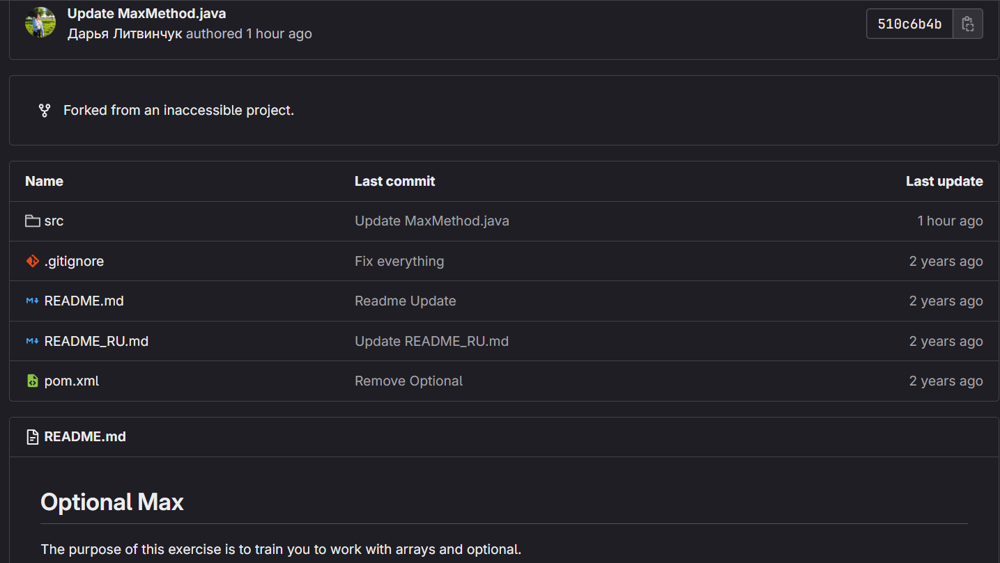 Update MaxMethod.java
Дарья Литвинчук authored 1 hour ago
510c6b4b
Forked from an inaccessible project.
Name Last commit Last update
src Update MaxMethod.java 1 hour ago
.gitignore Fix everything 2 years ago
README.md Readme Update 2 years ago
README_RU.md Update README_RU.md 2 years ago
pom.xml Remove Optional 2 years ago
README.md
Optional Max
The purpose of this exercise is to train you to work with arrays and optional.